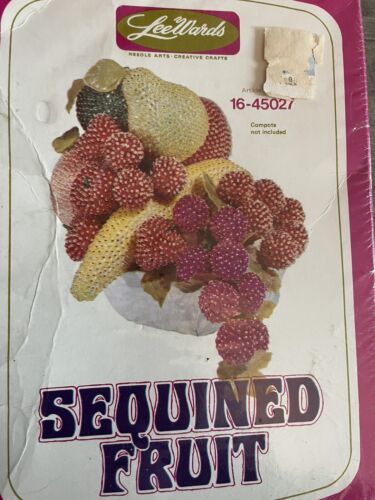 LeeWards
NEEDLE ARTS · CREATIVE CRAFTS
16-45027
Compote
not included
SEQUINED
FRUIT